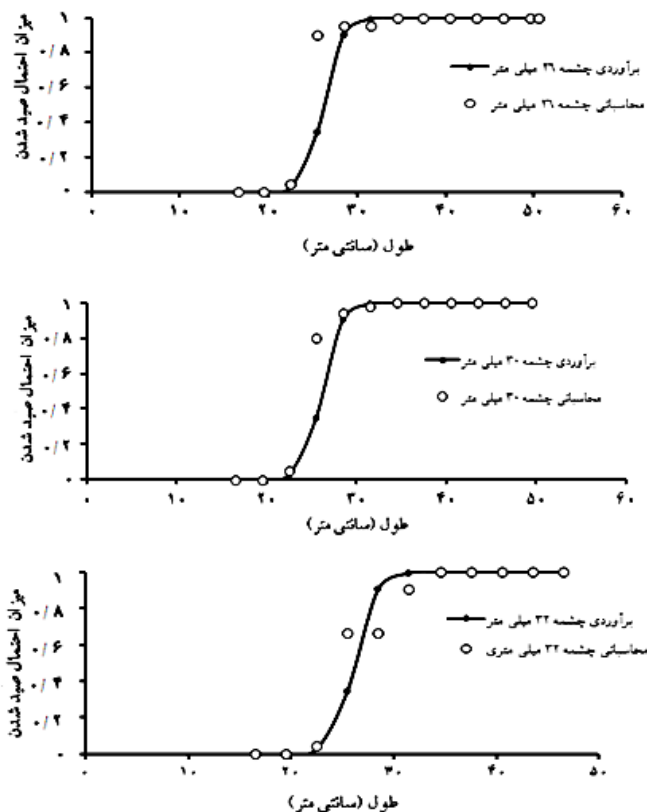 میزان احتمال صید شدن
۱
۰/۸
۰/۶
۰/۴
۰/۲
۰
برآوردی چشمه ۲۶ میلی متر
محاسباتی چشمه ۲۶ میلی متر
۰ ۱۰ ۲۰ ۳۰ ۴۰ ۵۰ ۶۰
طول (سانتی متر)
میزان احتمال صید شدن
۱
۰/۸
۰/۶
۰/۴
۰/۲
۰
برآوردی چشمه ۳۰ میلی متر
محاسباتی چشمه ۳۰ میلی متر
۰ ۱۰ ۲۰ ۳۰ ۴۰ ۵۰ ۶۰
طول (سانتی متر)
میزان احتمال صید شدن
۱
۰/۸
۰/۶
۰/۴
۰/۲
۰
برآوردی چشمه ۳۲ میلی متر
محاسباتی چشمه ۳۲ میلی متری
۰ ۱۰ ۲۰ ۳۰ ۴۰ ۵۰
طول (سانتی متر)